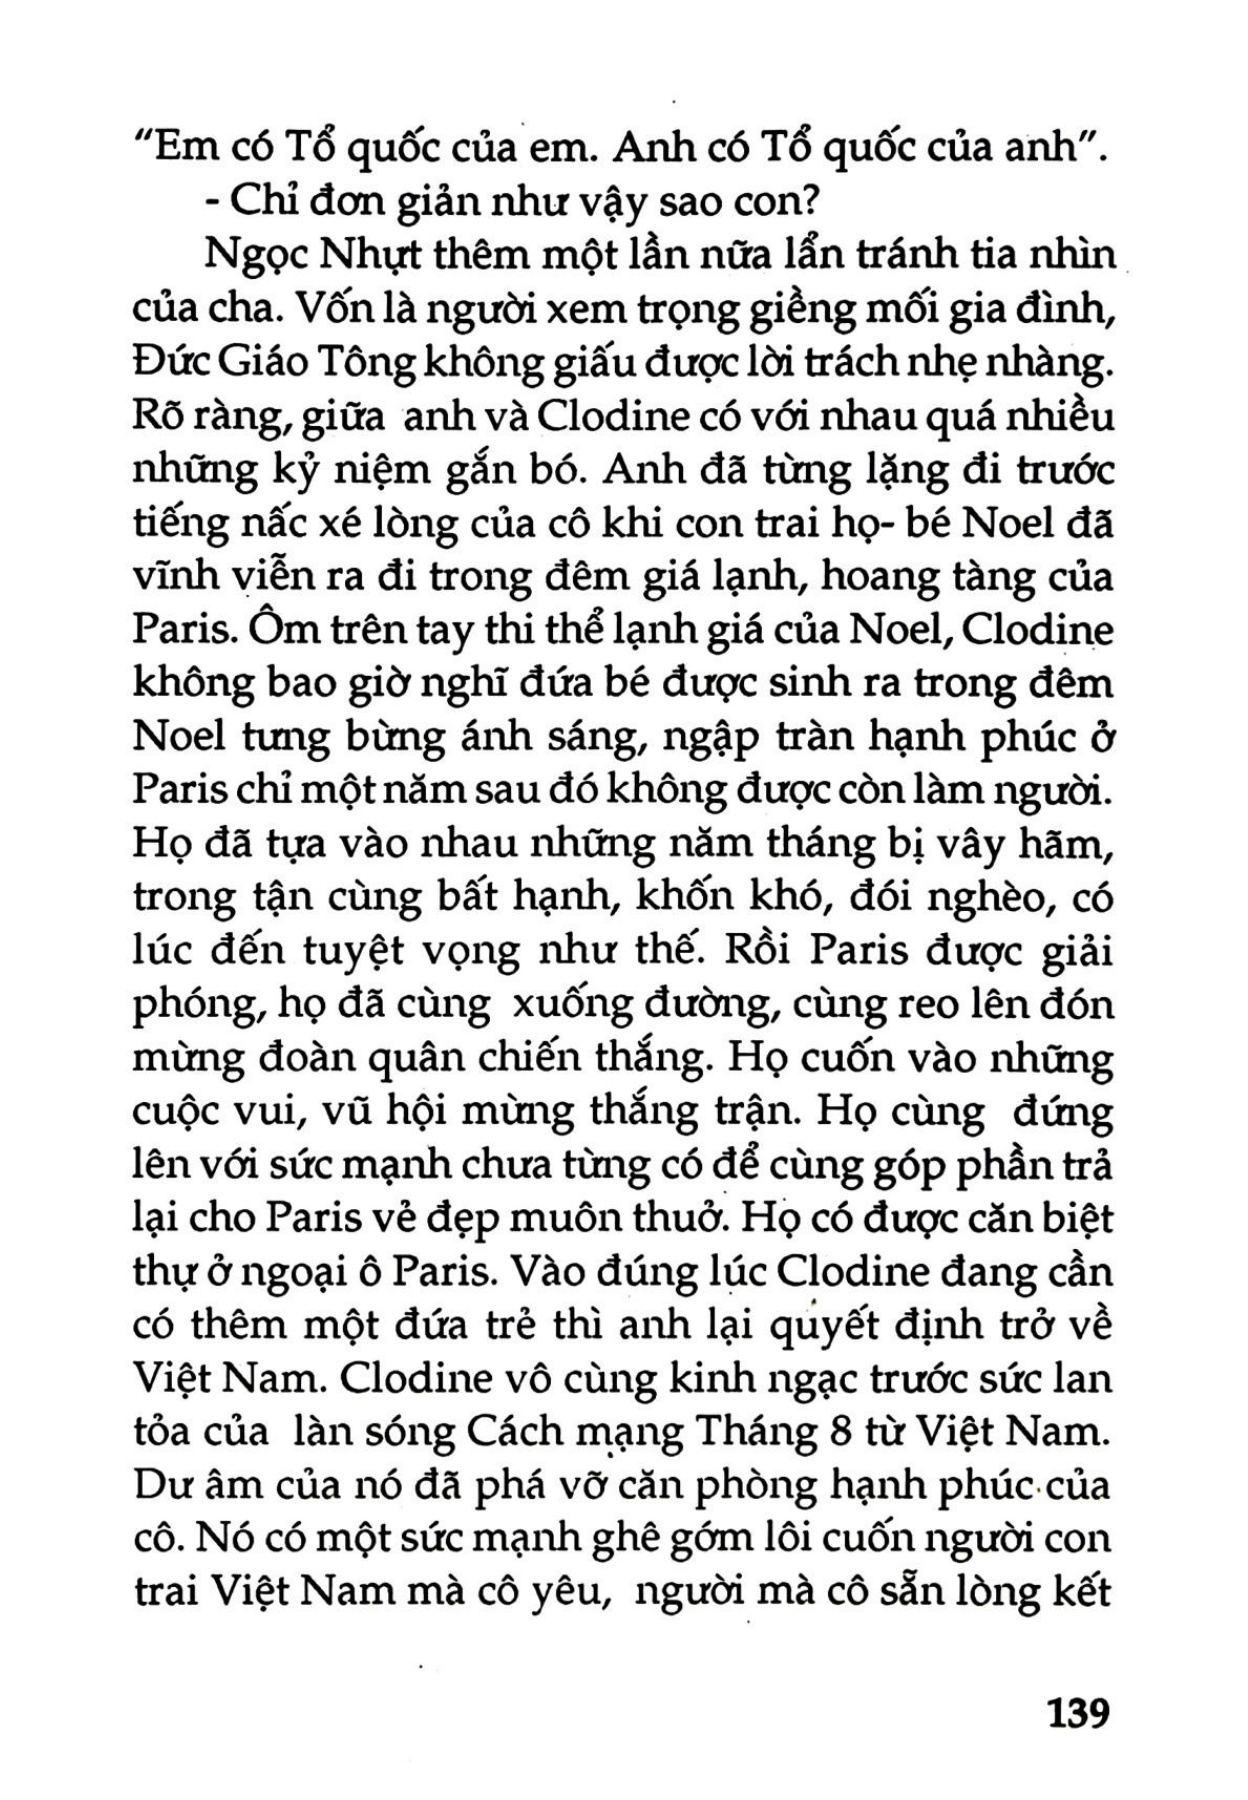 "Em có Tổ quốc của em. Anh có Tổ quốc của anh".
- Chỉ đơn giản như vậy sao con?
Ngọc Nhựt thêm một lần nữa lẩn tránh tia nhìn
của cha. Vốn là người xem trọng giềng mối gia đình,
Đức Giáo Tông không giấu được lời trách nhẹ nhàng.
Rõ ràng, giữa anh và Clodine có với nhau quá nhiều
những kỷ niệm gắn bó. Anh đã từng lặng đi trước
tiếng nấc xé lòng của cô khi con trai họ- bé Noel đã
vĩnh viễn ra đi trong đêm giá lạnh, hoang tàng của
Paris. Ôm trên tay thi thể lạnh giá của Noel, Clodine
không bao giờ nghĩ đứa bé được sinh ra trong đêm
Noel tưng bừng ánh sáng, ngập tràn hạnh phúc ở
Paris chỉ một năm sau đó không được còn làm người.
Họ đã tựa vào nhau những năm tháng bị vây hãm,
trong tận cùng bất hạnh, khốn khó, đói nghèo, có
lúc đến tuyệt vọng như thế. Rồi Paris được giải
phóng, họ đã cùng xuống đường, cùng reo lên đón
mừng đoàn quân chiến thắng. Họ cuốn vào những
cuộc vui, vũ hội mừng thắng trận. Họ cùng đứng
lên với sức mạnh chưa từng có để cùng góp phần trả
lại cho Paris vẻ đẹp muôn thuở. Họ có được căn biệt
thự ở ngoại ô Paris. Vào đúng lúc Clodine đang cần
có thêm một đứa trẻ thì anh lại quyết định trở về
Việt Nam. Clodine vô cùng kinh ngạc trước sức lan
tỏa của làn sóng Cách mạng Tháng 8 từ Việt Nam.
Dư âm của nó đã phá vỡ căn phòng hạnh phúc của
cô. Nó có một sức mạnh ghê gớm lôi cuốn người con
trai Việt Nam mà cô yêu, người mà cô sẵn lòng kết
139